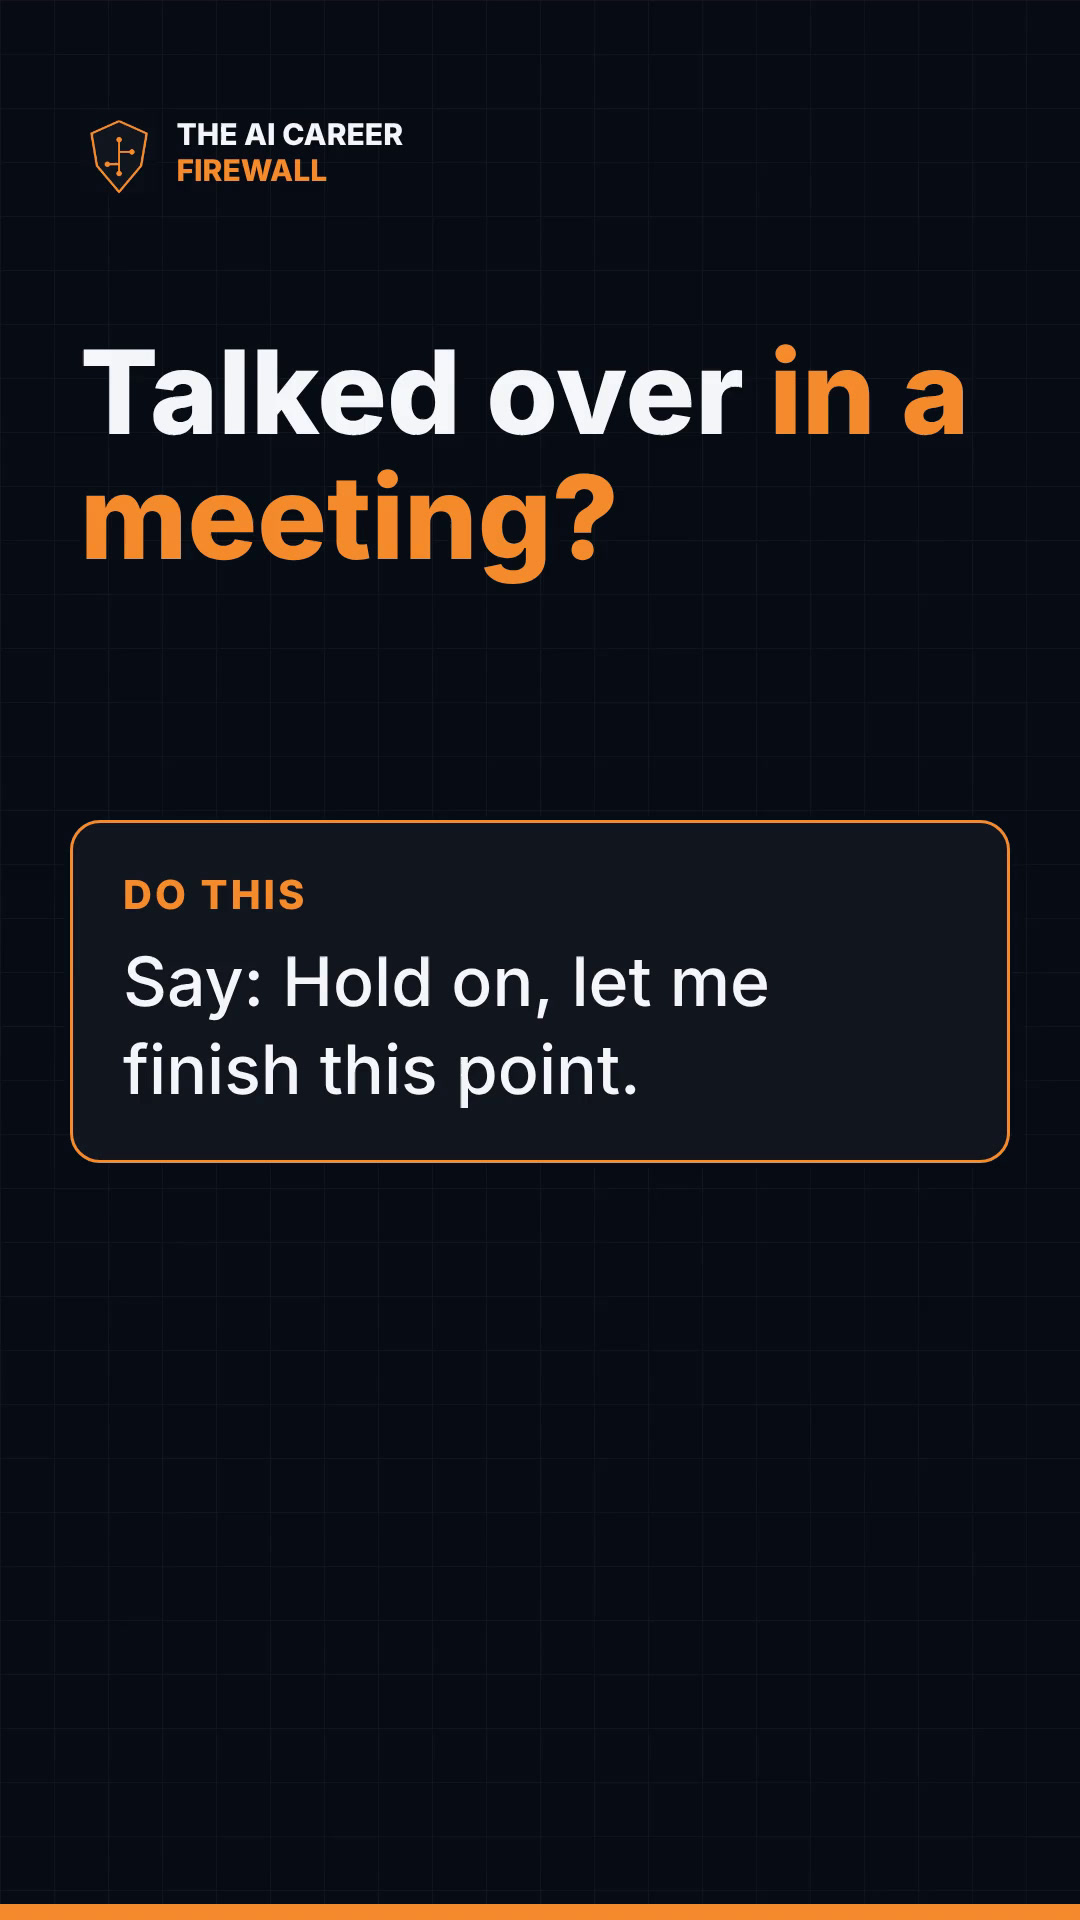 THE AI CAREER
FIREWALL
Talked over in a
meeting?
DO THIS
Say: Hold on, let me
finish this point.